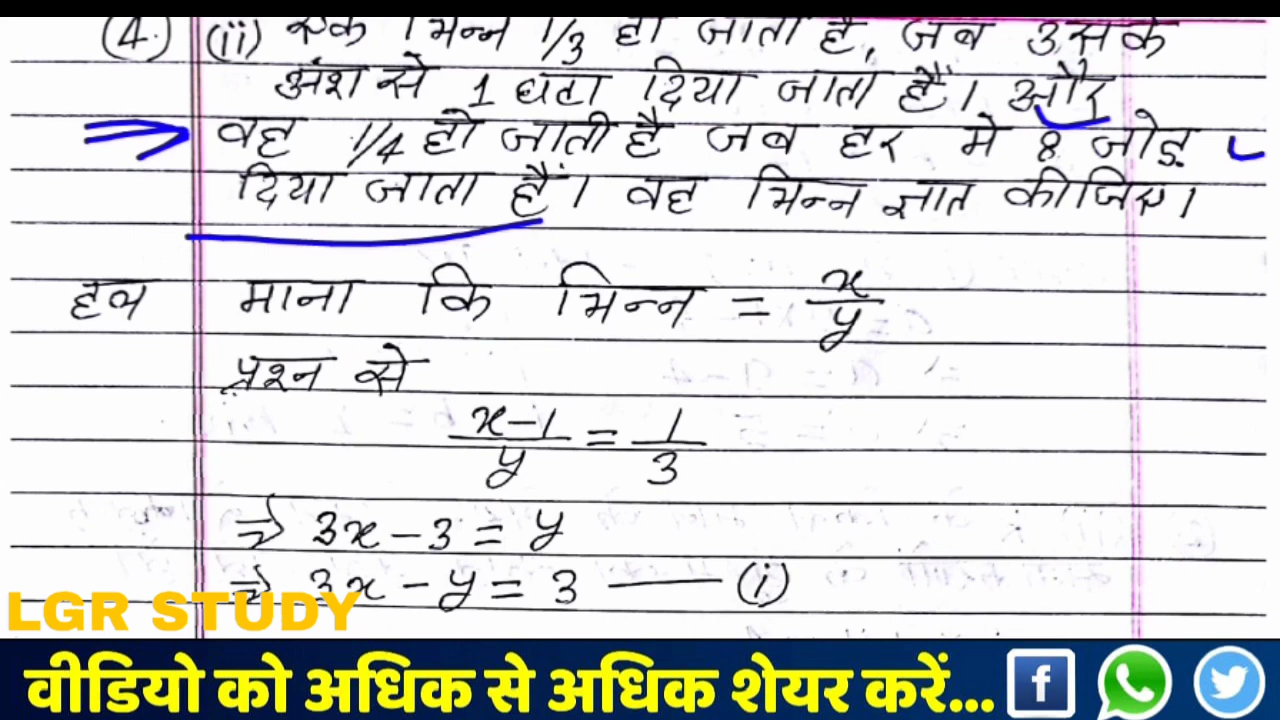 (4.) (ii) एक भिन्न 1/3 हो जाता है, जब उसके
अंश से 1 घटा दिया जाता हैं। और
⇒ वह 1/4 हो जाती है जब हर मे 8 जोड़
दिया जाता हैं। वह भिन्न ज्ञात कीजिए।
हल माना कि भिन्न = x/y
प्रश्न से
(x-1)/y = 1/3
⇒ 3x - 3 = y
⇒ 3x - y = 3 —— (i)
LGR STUDY
वीडियो को अधिक से अधिक शेयर करें...